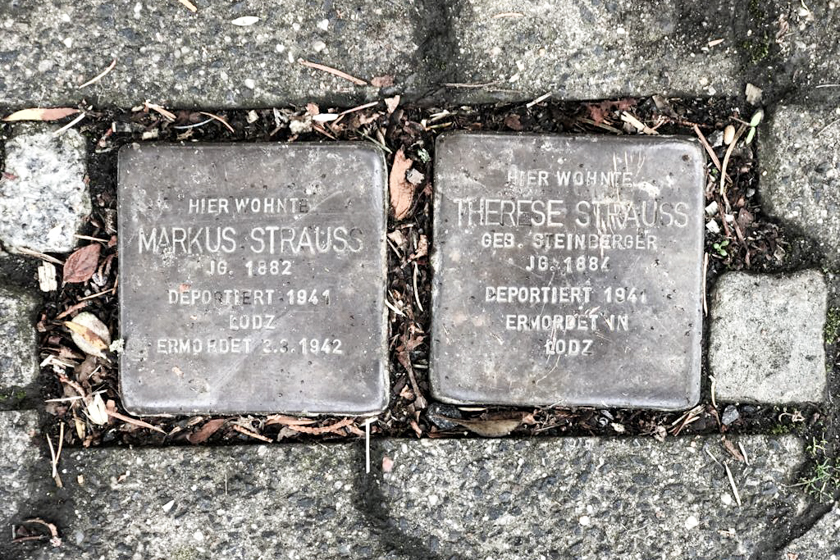 HIER WOHNTE
MARKUS STRAUSS
JG. 1882
DEPORTIERT 1941
LODZ
ERMORDET 2.3.1942
HIER WOHNTE
THERESE STRAUSS
GEB. STEINBERGER
JG. 1884
DEPORTIERT 1941
ERMORDET IN
LODZ